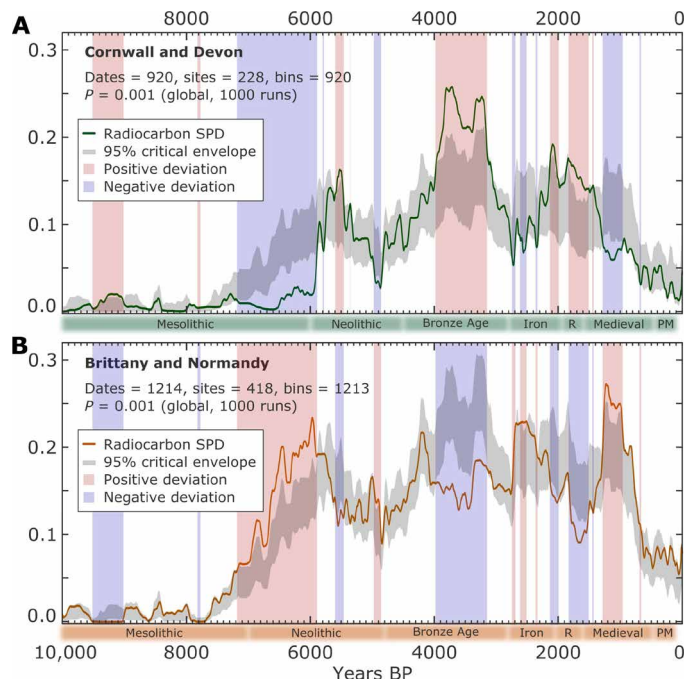 8000 6000 4000 2000 0
A
0.3
Cornwall and Devon
Dates = 920, sites = 228, bins = 920
P = 0.001 (global, 1000 runs)
0.2
Radiocarbon SPD
95% critical envelope
Positive deviation
Negative deviation
0.1
0.0
Mesolithic Neolithic Bronze Age Iron R Medieval PM
B
0.3
Brittany and Normandy
Dates = 1214, sites = 418, bins = 1213
P = 0.001 (global, 1000 runs)
0.2
Radiocarbon SPD
95% critical envelope
Positive deviation
Negative deviation
0.1
0.0
Mesolithic Neolithic Bronze Age Iron R Medieval PM
10,000 8000 6000 4000 2000 0
Years BP